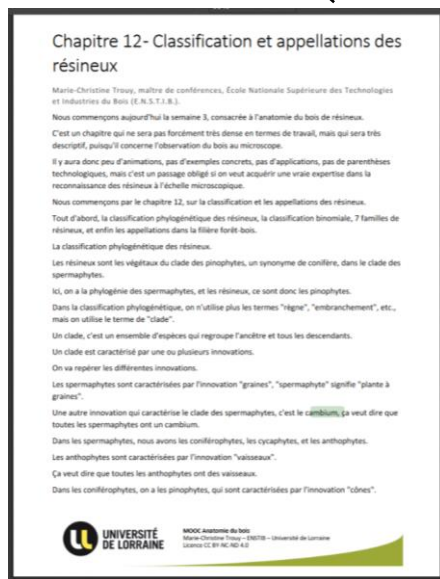 Chapitre 12- Classification et appellations des
résineux
Marie-Christine Trouy, maître de conférences, École Nationale Supérieure des Technologies
et Industries du Bois (E.N.S.T.I.B.).
Nous commençons aujourd'hui la semaine 3, consacrée à l'anatomie du bois de résineux.
C'est un chapitre qui ne sera pas forcément très dense en termes de travail, mais qui sera très
descriptif, puisqu'il concerne l'observation du bois au microscope.
Il y aura donc peu d'animations, pas d'exemples concrets, pas d'applications, pas de parenthèses
technologiques, mais c'est un passage obligé si on veut acquérir une vraie expertise dans la
reconnaissance des résineux à l'échelle microscopique.
Nous commençons par le chapitre 12, sur la classification et les appellations des résineux.
Tout d'abord, la classification phylogénétique des résineux, la classification binomiale, 7 familles de
résineux, et enfin les appellations dans la filière forêt-bois.
La classification phylogénétique des résineux.
Les résineux sont les végétaux du clade des pinophytes, un synonyme de conifère, dans le clade des
spermaphytes.
Ici, on a la phylogénie des spermaphytes, et les résineux, ce sont donc les pinophytes.
Dans la classification phylogénétique, on n'utilise plus les termes "règne", "embranchement", etc.,
mais on utilise le terme de "clade".
Un clade, c'est un ensemble d'espèces qui regroupe l'ancêtre et tous les descendants.
Un clade est caractérisé par une ou plusieurs innovations.
On va repérer les différentes innovations.
Les spermaphytes sont caractérisées par l'innovation "graines", "spermaphyte" signifie "plante à
graines".
Une autre innovation qui caractérise le clade des spermaphytes, c'est le cambium, ça veut dire que
toutes les spermaphytes ont un cambium.
Dans les spermaphytes, nous avons les coniférophytes, les cycaphytes, et les anthophytes.
Les anthophytes sont caractérisées par l'innovation "vaisseaux".
Ça veut dire que toutes les anthophytes ont des vaisseaux.
Dans les coniférophytes, on a les pinophytes, qui sont caractérisées par l'innovation "cônes".
UNIVERSITÉ
DE LORRAINE
MOOC Anatomie du bois
Marie-Christine Trouy – ENSTIB – Université de Lorraine
Licence CC BY NC ND 4.0